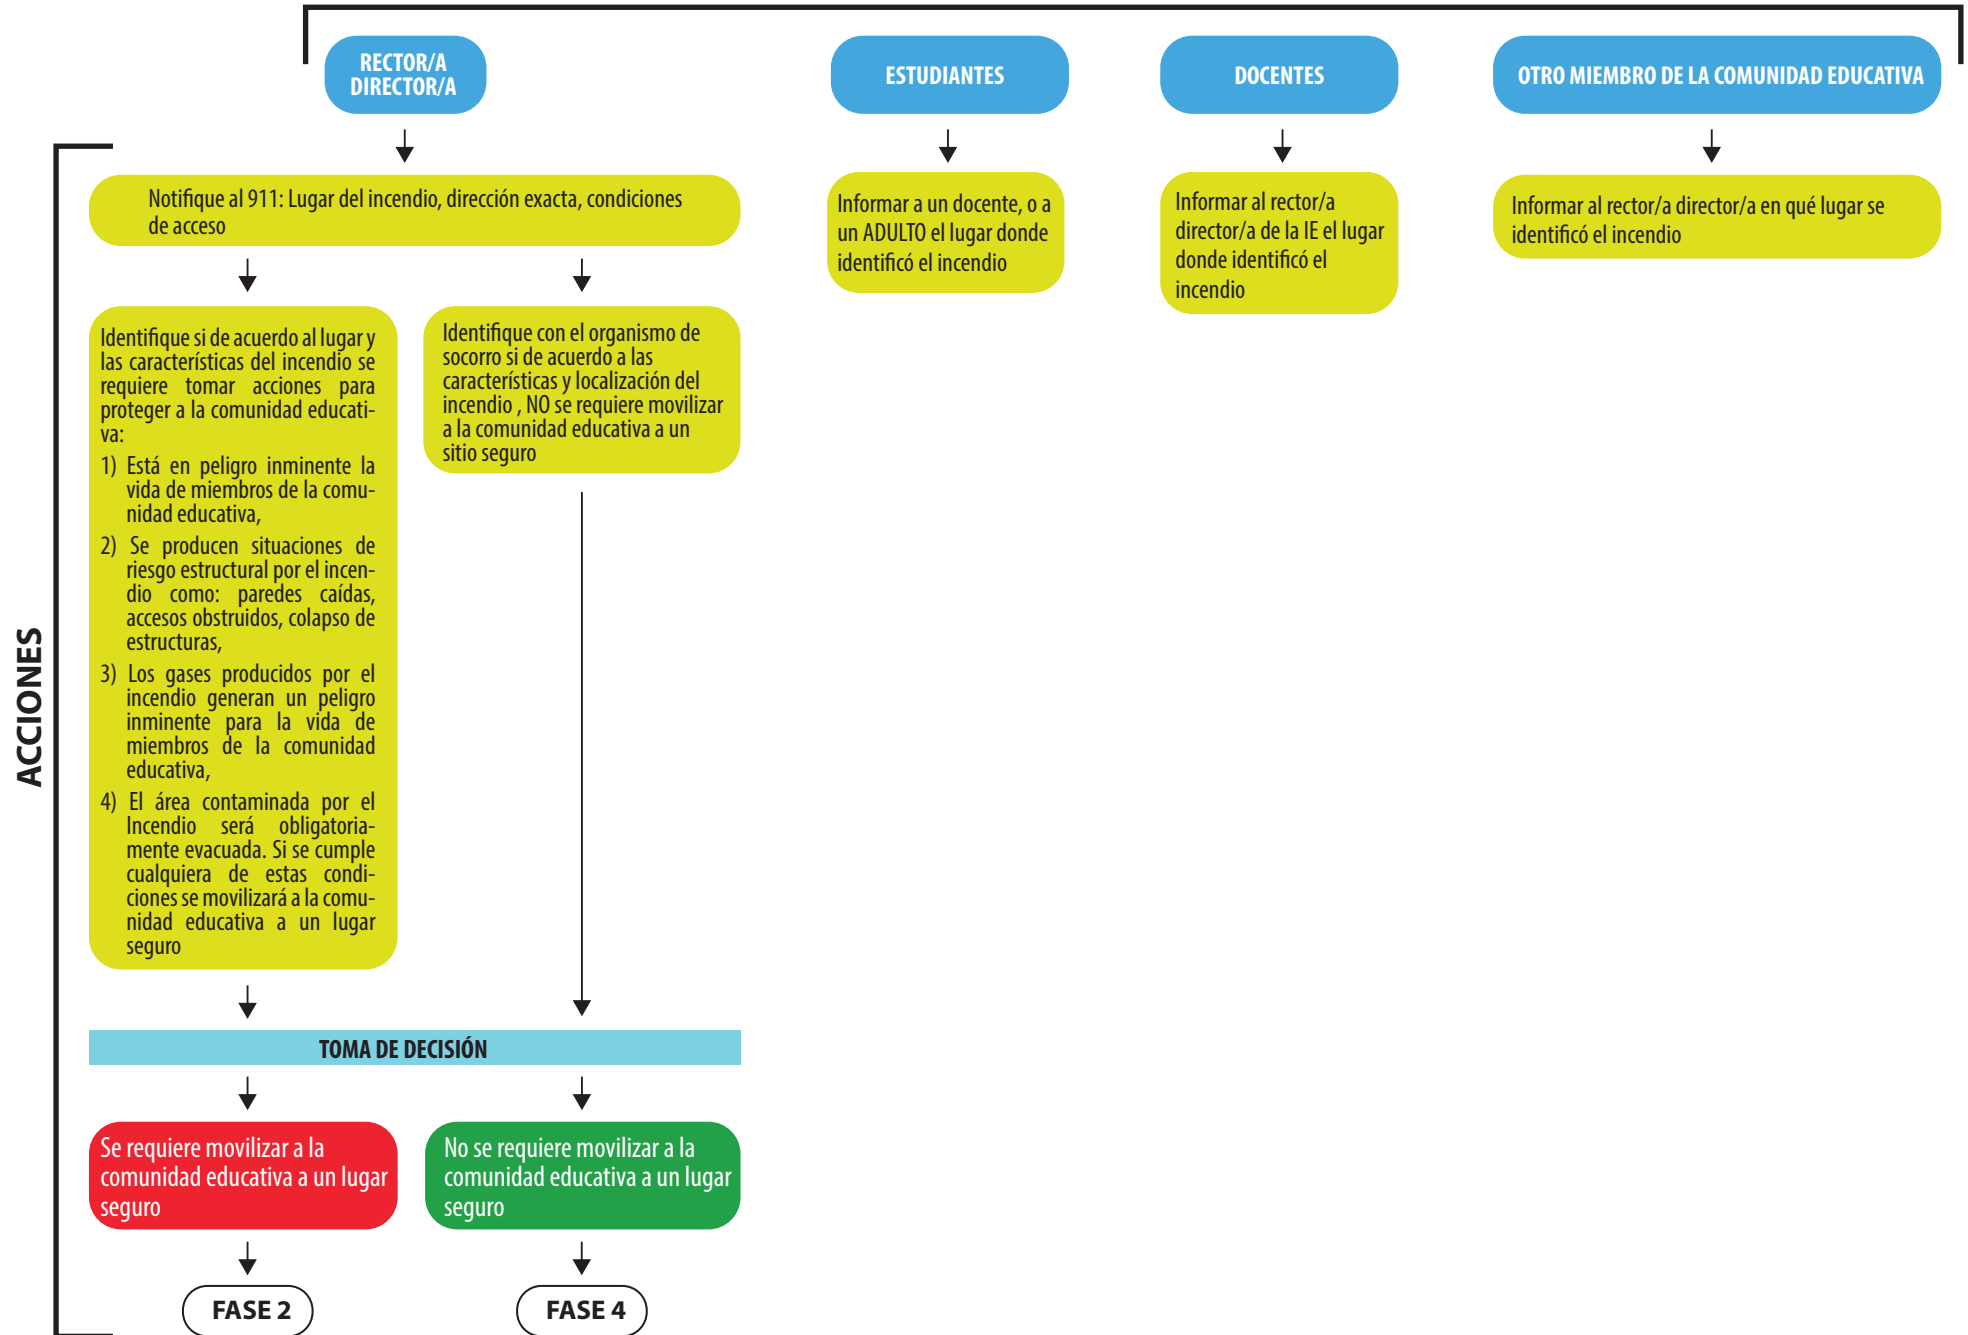 RECTOR/A
DIRECTOR/A
ESTUDIANTES
DOCENTES
OTRO MIEMBRO DE LA COMUNIDAD EDUCATIVA
ACCIONES
Notifique al 911: Lugar del incendio, dirección exacta, condiciones
de acceso
Informar a un docente, o a
un ADULTO el lugar donde
identificó el incendio
Informar al rector/a
director/a de la IE el lugar
donde identificó el
incendio
Informar al rector/a director/a en qué lugar se
identificó el incendio
Identifique si de acuerdo al lugar y
las características del incendio se
requiere tomar acciones para
proteger a la comunidad educati-
va:
1) Está en peligro inminente la
vida de miembros de la comu-
nidad educativa,
2) Se producen situaciones de
riesgo estructural por el incen-
dio como: paredes caídas,
accesos obstruidos, colapso de
estructuras,
3) Los gases producidos por el
incendio generan un peligro
inminente para la vida de
miembros de la comunidad
educativa,
4) El área contaminada por el
Incendio será obligatoria-
mente evacuada. Si se cumple
cualquiera de estas condi-
ciones se movilizará a la comu-
nidad educativa a un lugar
seguro
Identifique con el organismo de
socorro si de acuerdo a las
características y localización del
incendio , NO se requiere movilizar
a la comunidad educativa a un
sitio seguro
TOMA DE DECISIÓN
Se requiere movilizar a la
comunidad educativa a un lugar
seguro
No se requiere movilizar a la
comunidad educativa a un lugar
seguro
FASE 2
FASE 4